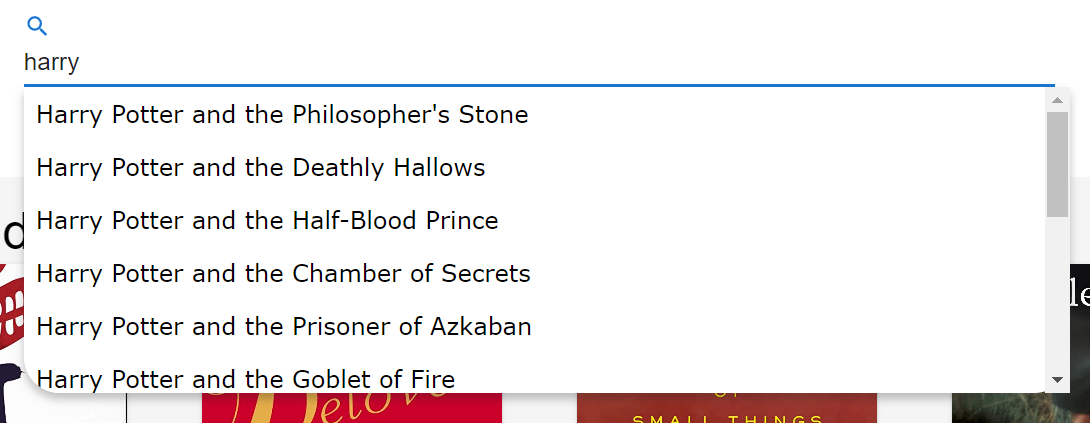 harry
Harry Potter and the Philosopher's Stone
Harry Potter and the Deathly Hallows
Harry Potter and the Half-Blood Prince
Harry Potter and the Chamber of Secrets
Harry Potter and the Prisoner of Azkaban
Harry Potter and the Goblet of Fire
SMALL THINGS